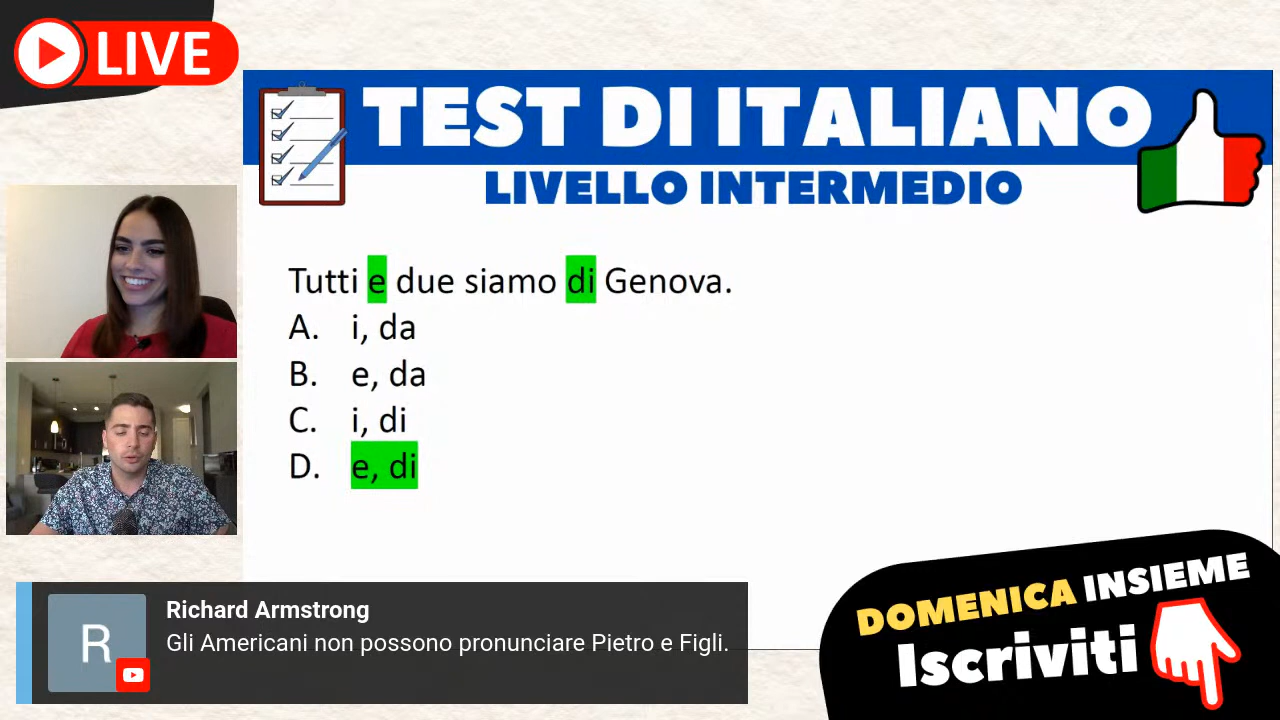 LIVE
TEST DI ITALIANO
LIVELLO INTERMEDIO
Tutti e due siamo di Genova.
A. i, da
B. e, da
C. i, di
D. e, di
R
Richard Armstrong
Gli Americani non possono pronunciare Pietro e Figli.
DOMENICA INSIEME
Iscriviti